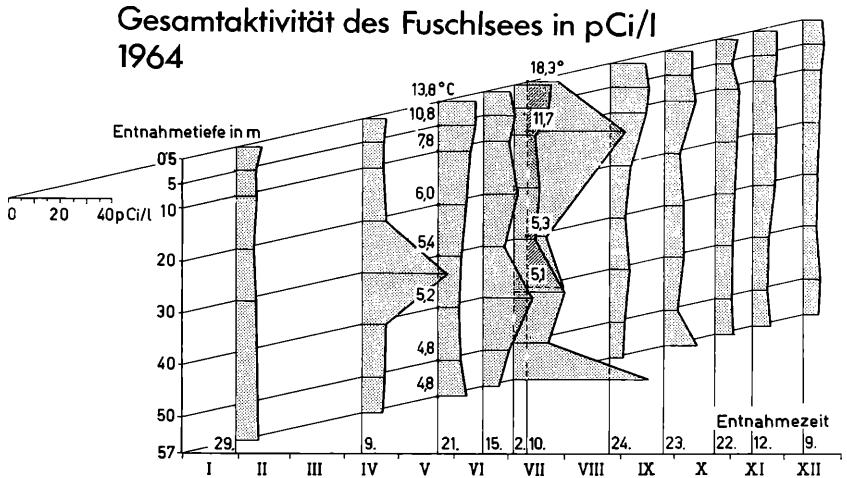 Gesamtaktivität des Fuschlsees in pCi/l
1964
18,3°
13,8°C
10,8
11,7
Entnahmetiefe in m
7,8
0'5
5
6,0
10
0 20 40 pCi/l
5,3
5,4
20
5,1
5,2
30
4,8
40
4,8
50
Entnahmezeit
57
29. 9. 21. 15. 2. 10. 24. 23. 22. 12. 9.
I II III IV V VI VII VIII IX X XI XII